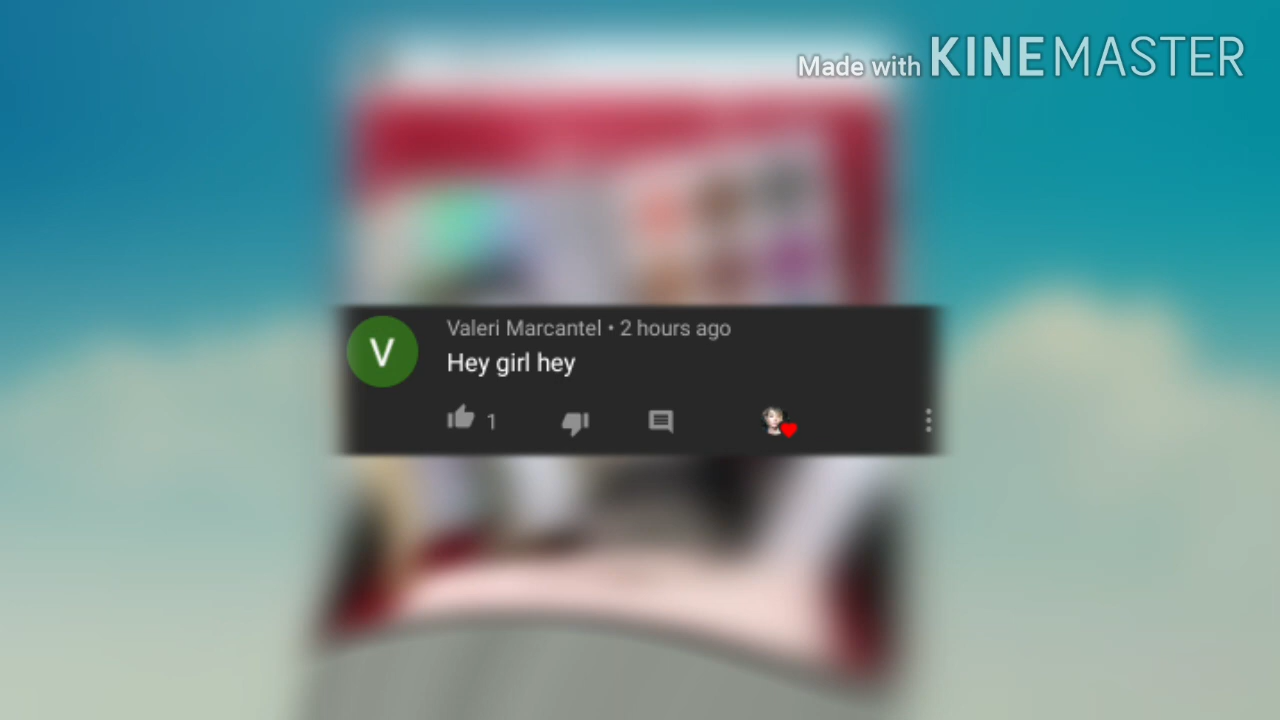 Made with KINEMASTER
V
Valeri Marcantel • 2 hours ago
Hey girl hey
1